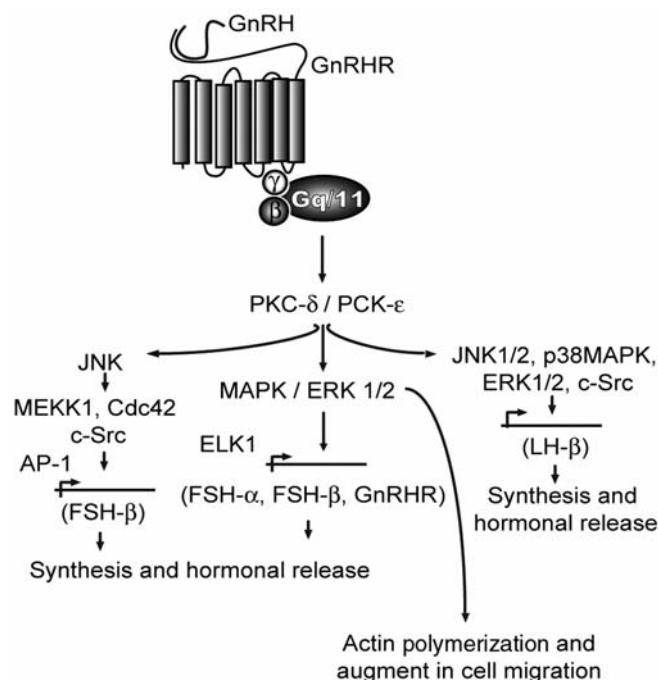 GnRH
GnRHR
γ
β
Gq/11
PKC-δ / PCK-ε
JNK
MEKK1, Cdc42
c-Src
AP-1
(FSH-β)
MAPK / ERK 1/2
ELK1
(FSH-α, FSH-β, GnRHR)
Synthesis and hormonal release
JNK1/2, p38MAPK,
ERK1/2, c-Src
(LH-β)
Synthesis and
hormonal release
Actin polymerization and
augment in cell migration